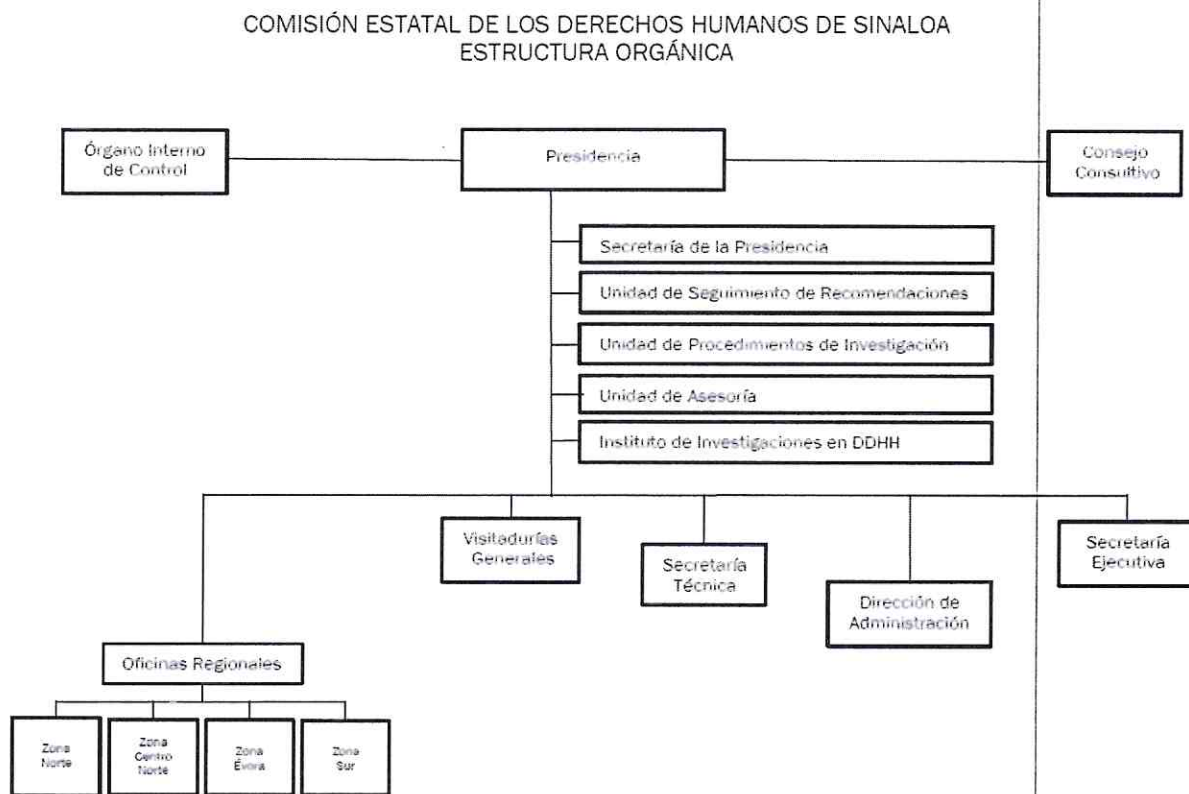 COMISIÓN ESTATAL DE LOS DERECHOS HUMANOS DE SINALOA
ESTRUCTURA ORGÁNICA
Órgano Interno
de Control
Presidencia
Consejo
Consultivo
Secretaría de la Presidencia
Unidad de Seguimiento de Recomendaciones
Unidad de Procedimientos de Investigación
Unidad de Asesoría
Instituto de Investigaciones en DDHH
Visitadurías
Generales
Secretaría
Técnica
Dirección de
Administración
Secretaría
Ejecutiva
Oficinas Regionales
Zona
Norte
Zona
Centro
Norte
Zona
Évora
Zona
Sur